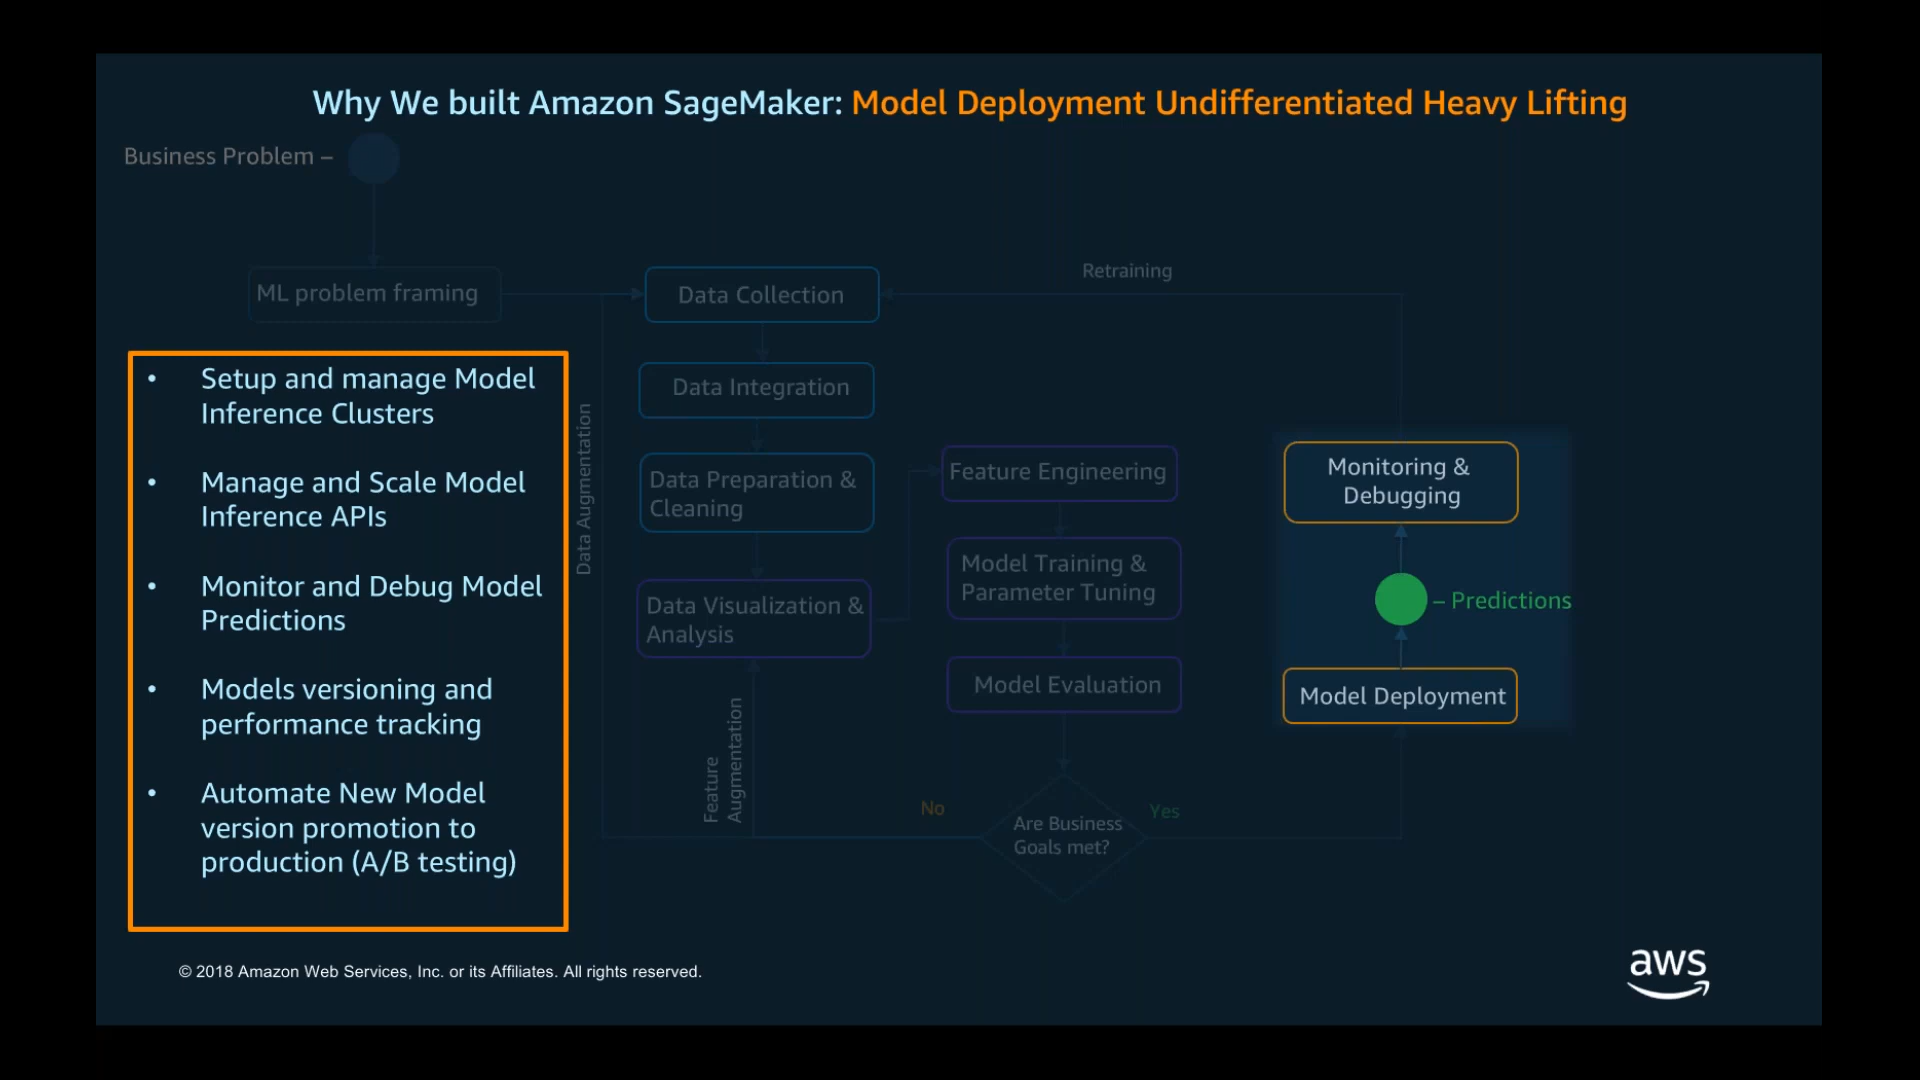 Why We built Amazon SageMaker: Model Deployment Undifferentiated Heavy Lifting
Business Problem –
ML problem framing
Data Collection
Retraining
Data Integration
Data Preparation &
Cleaning
Data Visualization &
Analysis
Data Augmentation
Feature
Augmentation
Feature Engineering
Model Training &
Parameter Tuning
Model Evaluation
Are Business
Goals met?
No
Yes
Monitoring &
Debugging
– Predictions
Model Deployment
• Setup and manage Model
Inference Clusters
• Manage and Scale Model
Inference APIs
• Monitor and Debug Model
Predictions
• Models versioning and
performance tracking
• Automate New Model
version promotion to
production (A/B testing)
© 2018 Amazon Web Services, Inc. or its Affiliates. All rights reserved.
aws